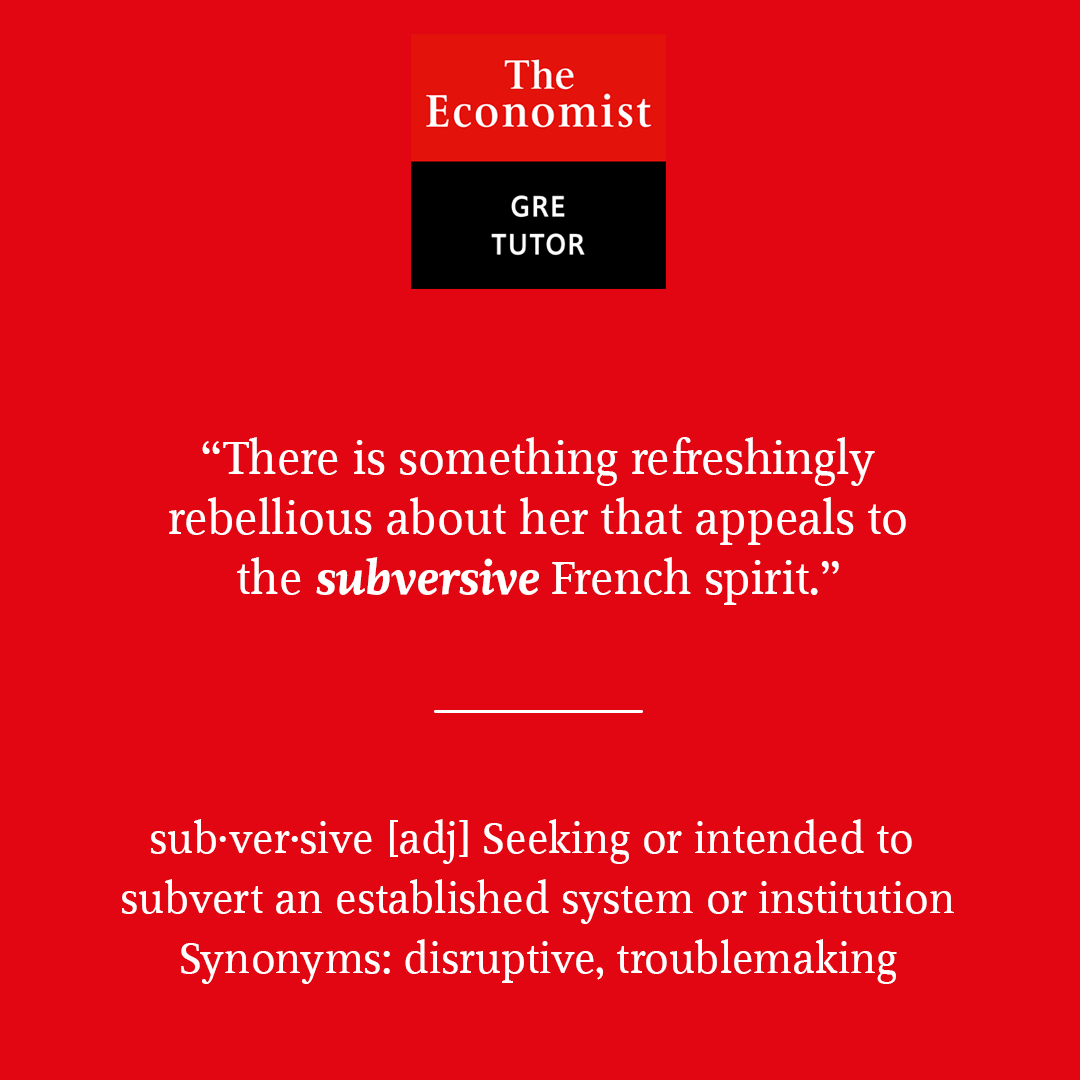 The
Economist
GRE
TUTOR
“There is something refreshingly
rebellious about her that appeals to
the subversive French spirit.”
sub·ver·sive [adj] Seeking or intended to
subvert an established system or institution
Synonyms: disruptive, troublemaking